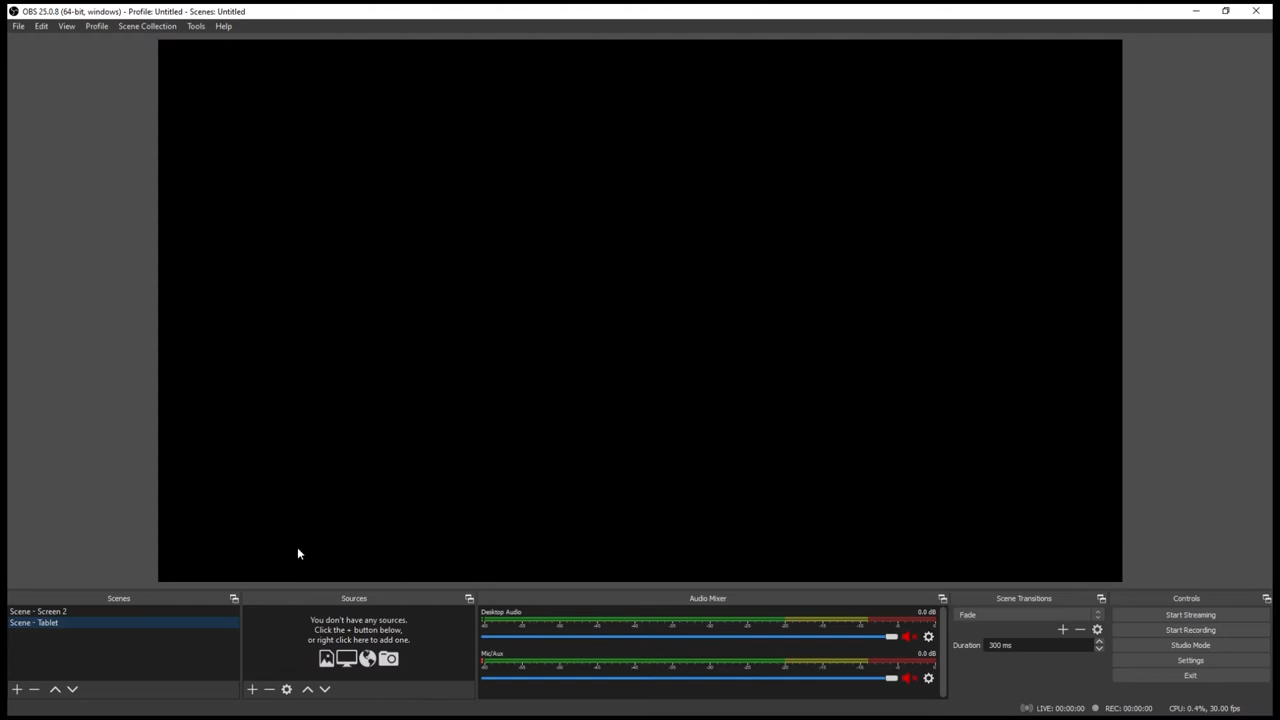 OBS 25.0.8 (64-bit, windows) - Profile: Untitled - Scenes: Untitled
File Edit View Profile Scene Collection Tools Help
Scenes
Scene - Screen 2
Scene - Tablet
Sources
You don't have any sources.
Click the + button below,
or right click here to add one.
Audio Mixer
Desktop Audio 0.0 dB
Mic/Aux 0.0 dB
Scene Transitions
Fade
Duration 300 ms
Controls
Start Streaming
Start Recording
Studio Mode
Settings
Exit
LIVE: 00:00:00 REC: 00:00:00 CPU: 0.4%, 30.00 fps